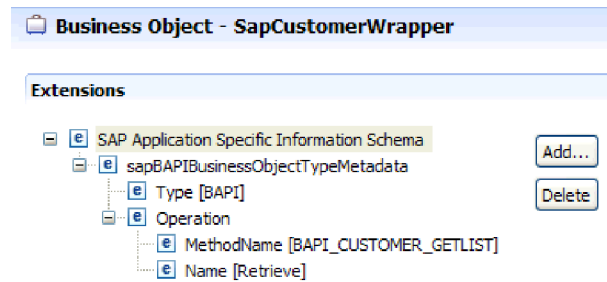 Business Object - SapCustomerWrapper
Extensions
SAP Application Specific Information Schema
Add...
sapBAPIBusinessObjectTypeMetadata
Type [BAPI]
Delete
Operation
MethodName [BAPI_CUSTOMER_GETLIST]
Name [Retrieve]